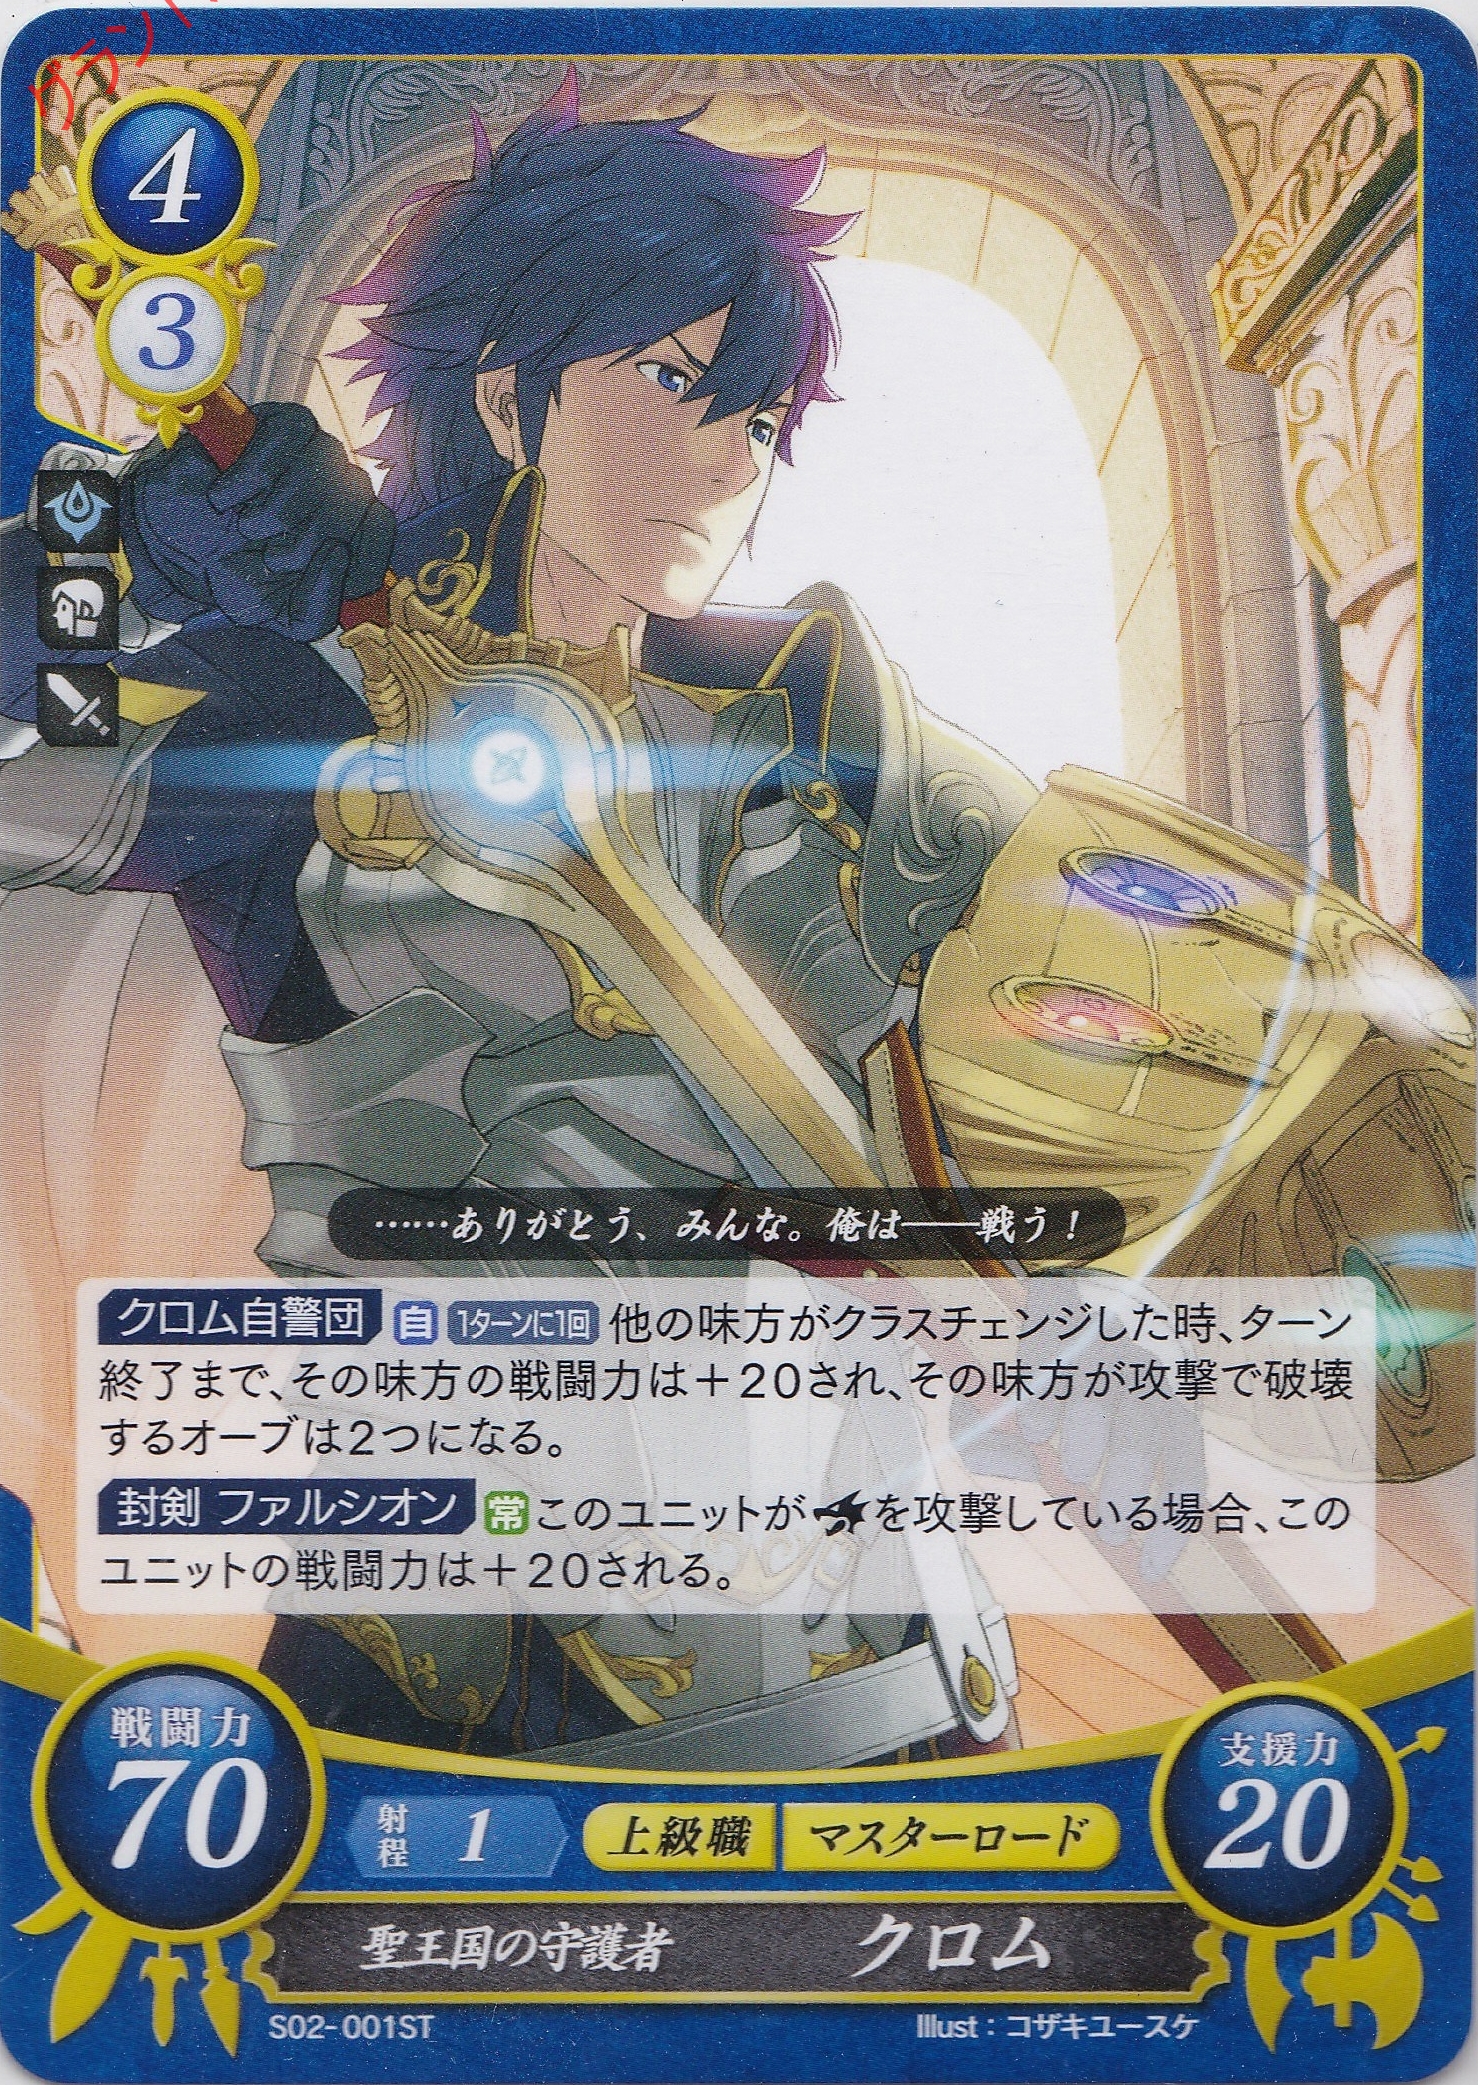 グラン
4
3
……ありがとう、みんな。俺は――戦う！
クロム自警団 自 1ターンに1回 他の味方がクラスチェンジした時、ターン
終了まで、その味方の戦闘力は＋20され、その味方が攻撃で破壊
するオーブは2つになる。
封剣 ファルシオン 常 このユニットが を攻撃している場合、この
ユニットの戦闘力は＋20される。
戦闘力
70
射程 1
上級職 マスターロード
支援力
20
聖王国の守護者 クロム
S02-001ST
Illust：コザキユースケ